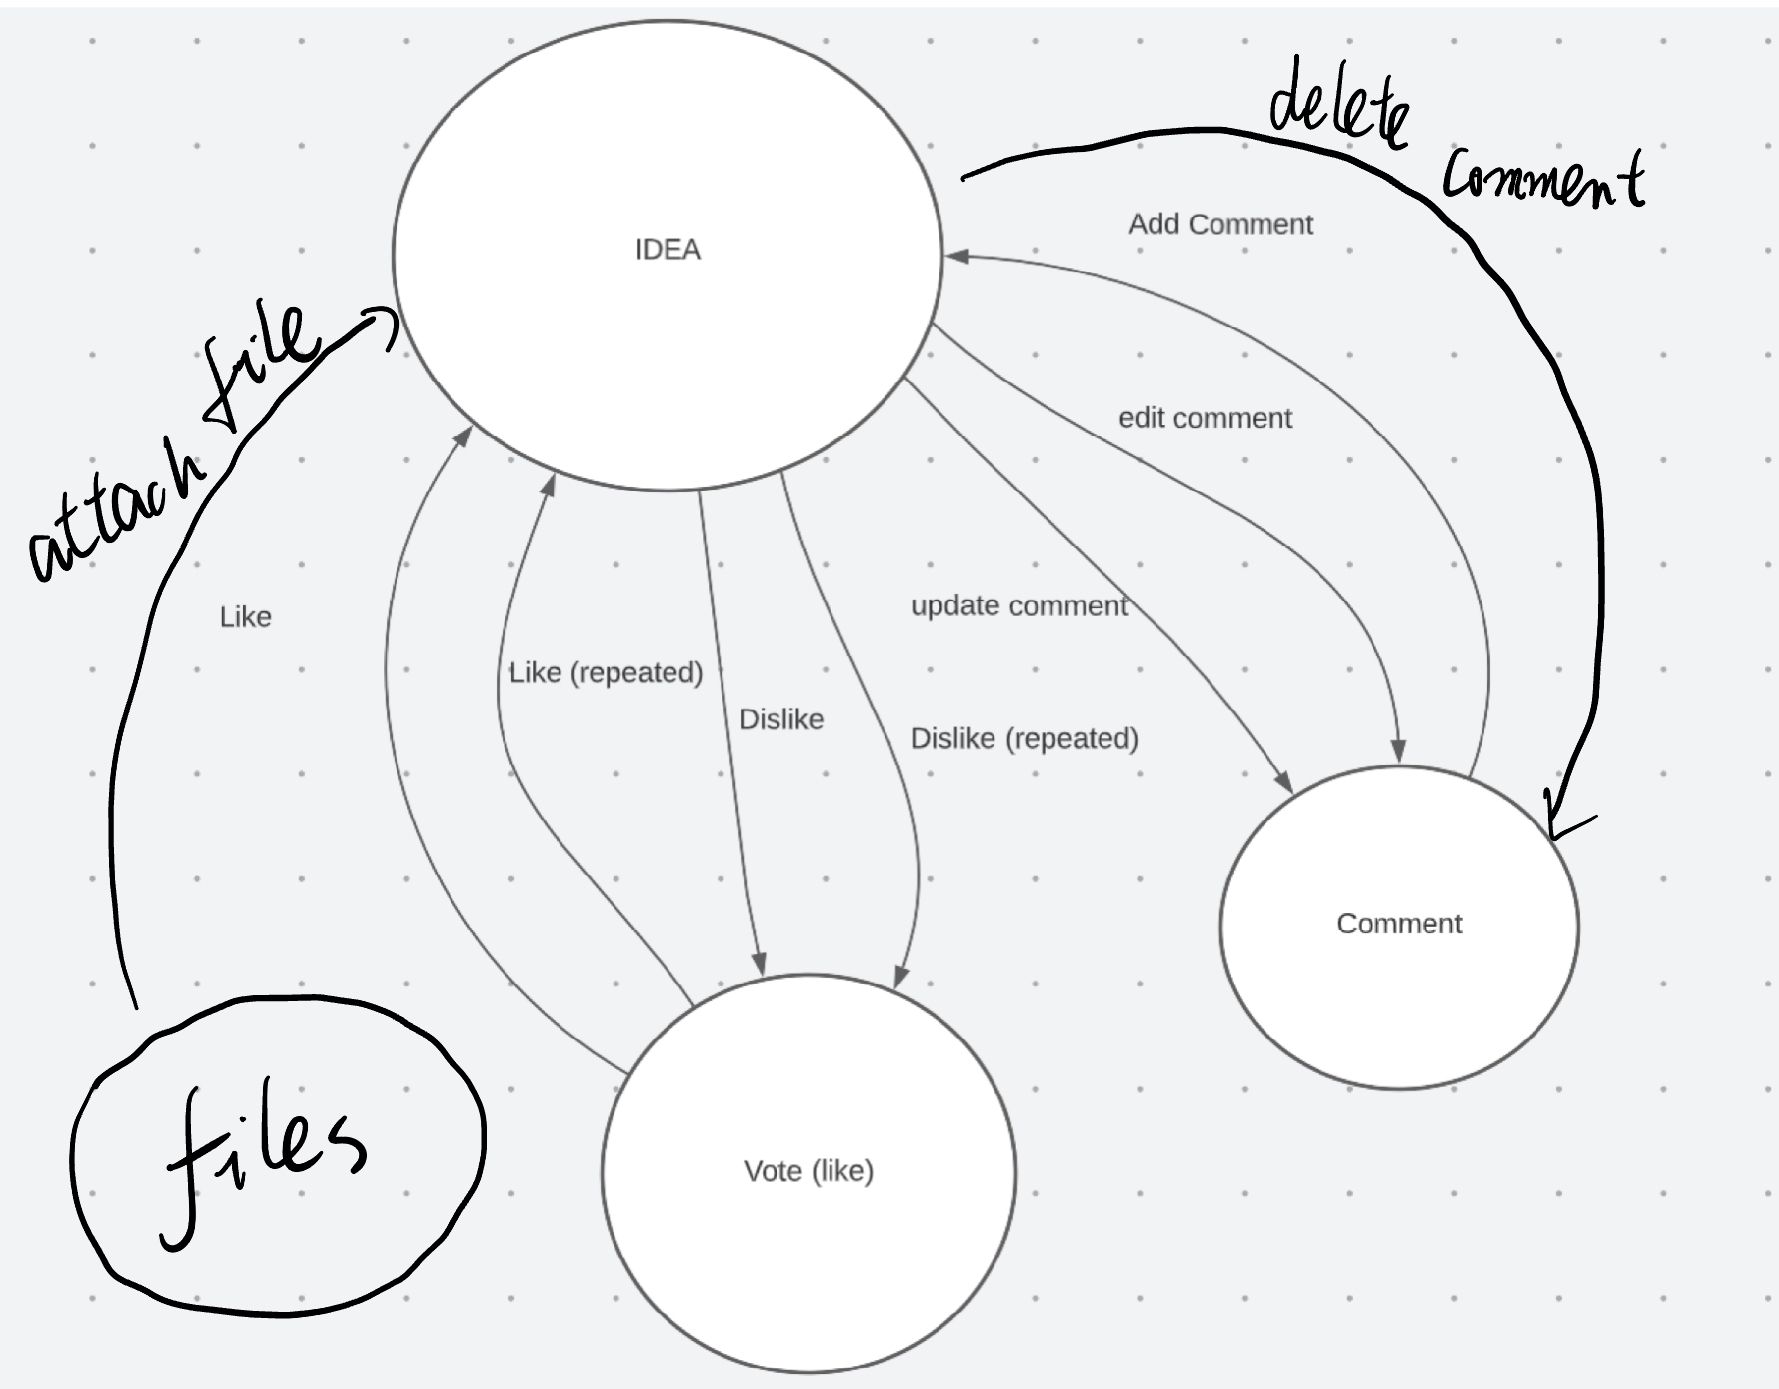 delete
comment
Add Comment
IDEA
attach file
edit comment
update comment
Like
Like (repeated)
Dislike
Dislike (repeated)
Comment
files
Vote (like)